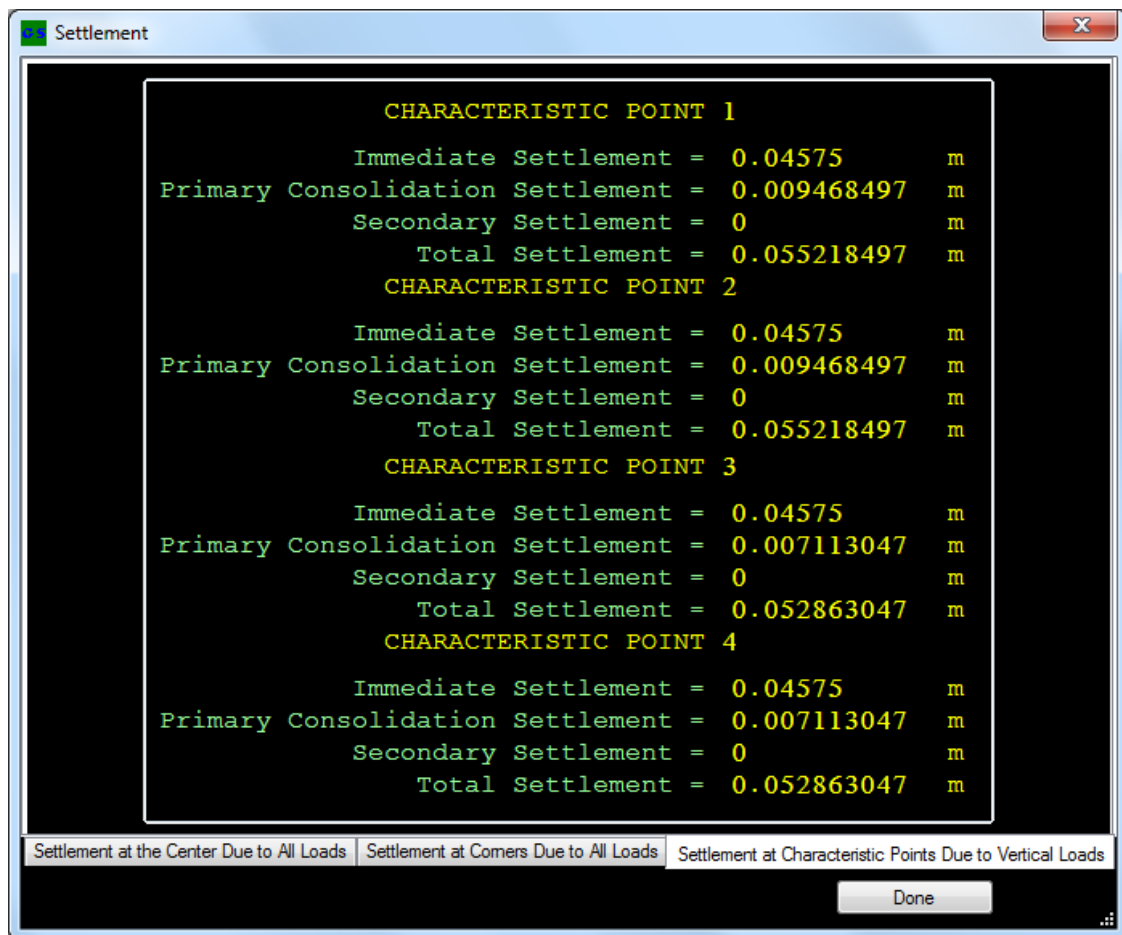 GS Settlement
X
CHARACTERISTIC POINT 1
Immediate Settlement = 0.04575 m
Primary Consolidation Settlement = 0.009468497 m
Secondary Settlement = 0 m
Total Settlement = 0.055218497 m
CHARACTERISTIC POINT 2
Immediate Settlement = 0.04575 m
Primary Consolidation Settlement = 0.009468497 m
Secondary Settlement = 0 m
Total Settlement = 0.055218497 m
CHARACTERISTIC POINT 3
Immediate Settlement = 0.04575 m
Primary Consolidation Settlement = 0.007113047 m
Secondary Settlement = 0 m
Total Settlement = 0.052863047 m
CHARACTERISTIC POINT 4
Immediate Settlement = 0.04575 m
Primary Consolidation Settlement = 0.007113047 m
Secondary Settlement = 0 m
Total Settlement = 0.052863047 m
Settlement at the Center Due to All Loads Settlement at Corners Due to All Loads Settlement at Characteristic Points Due to Vertical Loads
Done